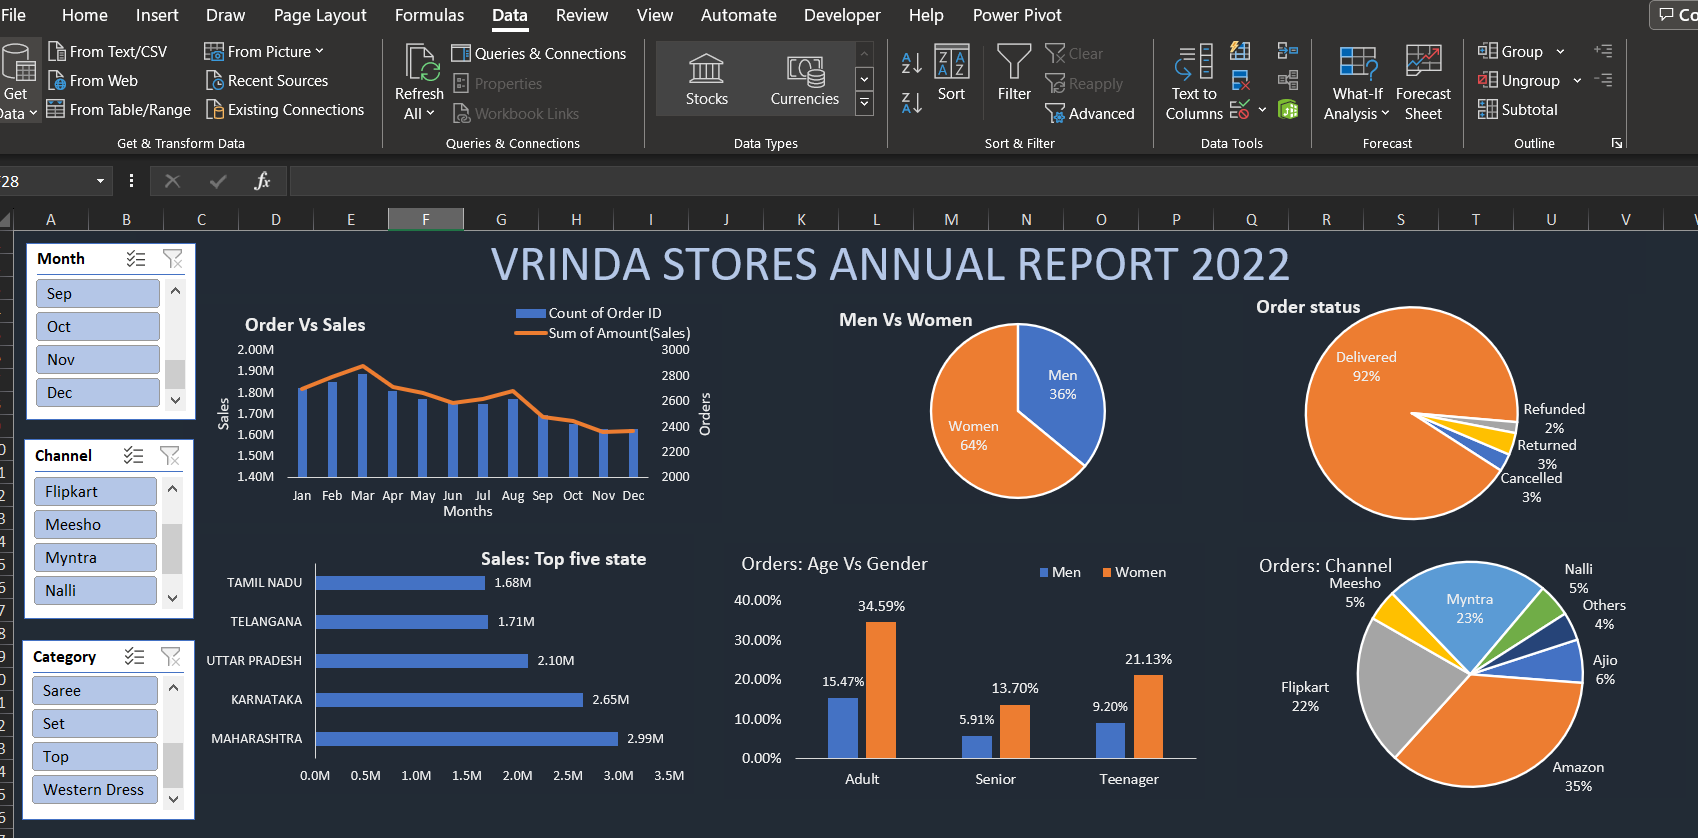 File Home Insert Draw Page Layout Formulas Data Review View Automate Developer Help Power Pivot
Get
Data
From Text/CSV
From Web
From Table/Range
From Picture
Recent Sources
Existing Connections
Get & Transform Data
Refresh
All
Queries & Connections
Properties
Workbook Links
Queries & Connections
Stocks
Currencies
Data Types
Sort
Filter
Clear
Reapply
Advanced
Sort & Filter
Text to
Columns
Data Tools
What-If
Analysis
Forecast
Sheet
Forecast
Group
Ungroup
Subtotal
Outline
fx
A B C D E F G H I J K L M N O P Q R S T U V
VRINDA STORES ANNUAL REPORT 2022
Month
Sep
Oct
Nov
Dec
Channel
Flipkart
Meesho
Myntra
Nalli
Category
Saree
Set
Top
Western Dress
Order Vs Sales
Count of Order ID
Sum of Amount(Sales)
2.00M
1.90M
1.80M
1.70M
1.60M
1.50M
1.40M
Sales
3000
2800
2600
2400
2200
2000
Orders
Jan Feb Mar Apr May Jun Jul Aug Sep Oct Nov Dec
Months
Men Vs Women
Men
36%
Women
64%
Order status
Delivered
92%
Refunded
2%
Returned
3%
Cancelled
3%
Sales: Top five state
TAMIL NADU 1.68M
TELANGANA 1.71M
UTTAR PRADESH 2.10M
KARNATAKA 2.65M
MAHARASHTRA 2.99M
0.0M 0.5M 1.0M 1.5M 2.0M 2.5M 3.0M 3.5M
Orders: Age Vs Gender
Men Women
40.00%
30.00%
20.00%
10.00%
0.00%
15.47% 34.59%
5.91% 13.70%
9.20% 21.13%
Adult Senior Teenager
Orders: Channel
Meesho
5%
Myntra
23%
Nalli
5%
Others
4%
Ajio
6%
Flipkart
22%
Amazon
35%